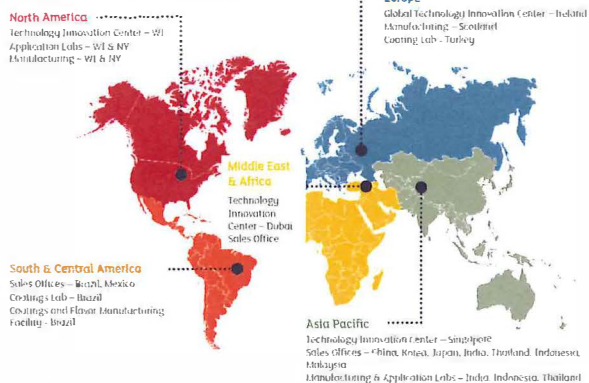 North America
Technology Innovation Center – WI
Application Labs – WI & NY
Manufacturing – WI & NY
Europe
Global Technology Innovation Center – Ireland
Manufacturing – Scotland
Coating Lab - Turkey
Middle East
& Africa
Technology
Innovation
Center – Dubai
Sales Office
South & Central America
Sales Offices – Brazil, Mexico
Coatings Lab – Brazil
Coatings and Flavor Manufacturing
Facility - Brazil
Asia Pacific
Technology Innovation Center – Singapore
Sales Offices – China, Korea, Japan, India, Thailand, Indonesia,
Malaysia
Manufacturing & Application Labs – India, Indonesia, Thailand